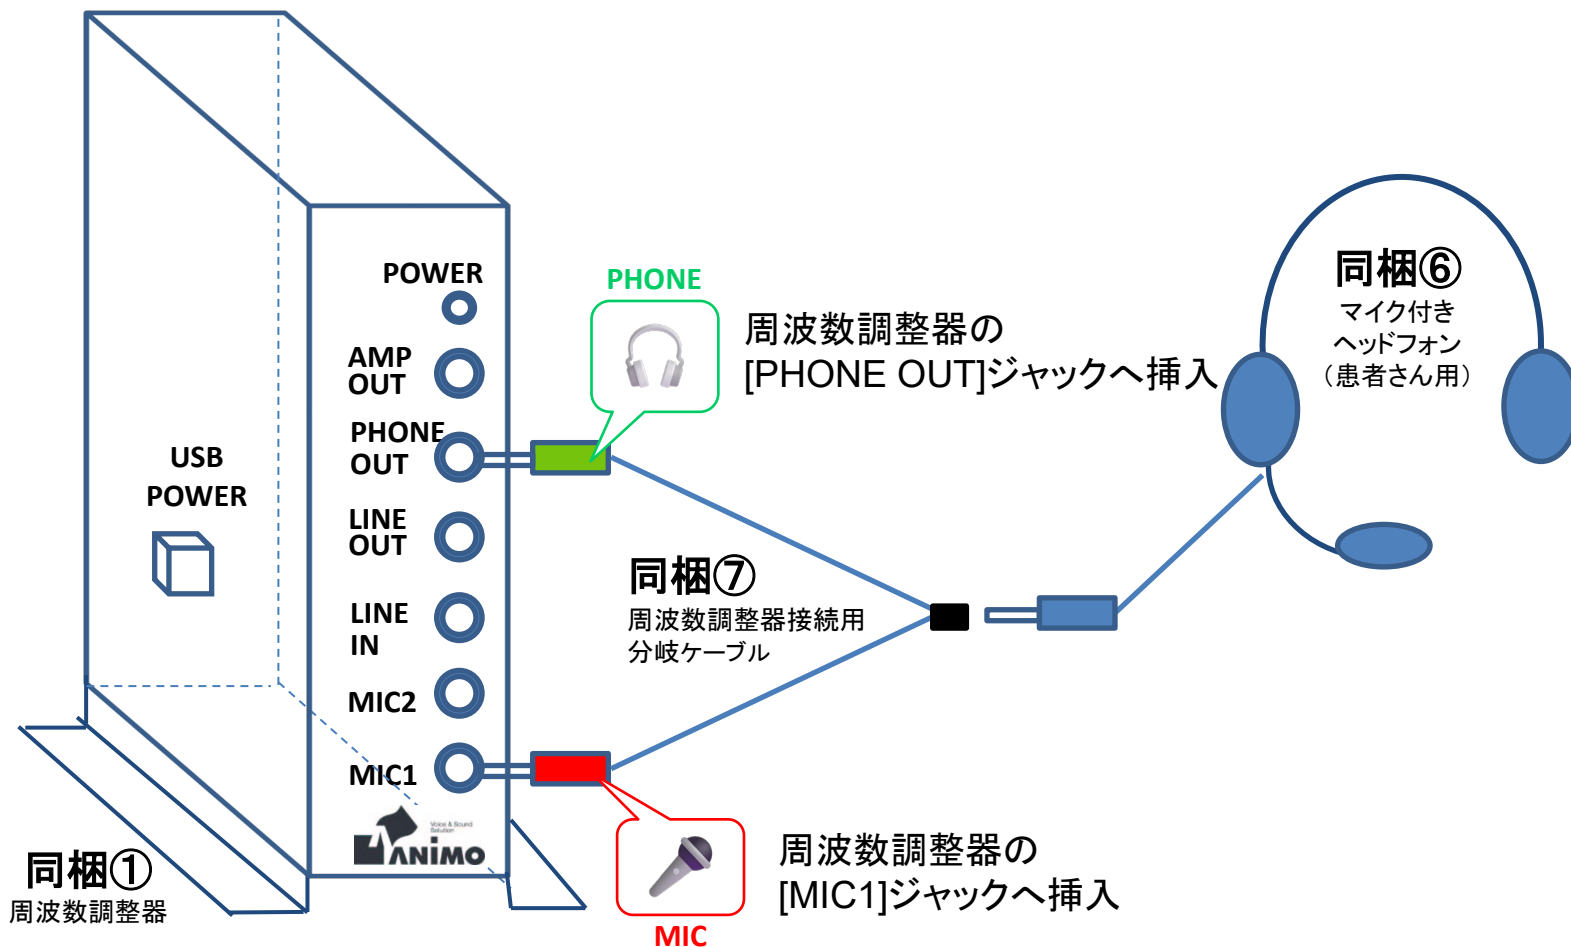 POWER
AMP
OUT
PHONE
OUT
LINE
OUT
LINE
IN
MIC2
MIC1
USB
POWER
Voice & Sound
Solution
ANIMO
同梱①
周波数調整器
PHONE
周波数調整器の
[PHONE OUT]ジャックへ挿入
同梱⑦
周波数調整器接続用
分岐ケーブル
同梱⑥
マイク付き
ヘッドフォン
（患者さん用）
周波数調整器の
[MIC1]ジャックへ挿入
MIC